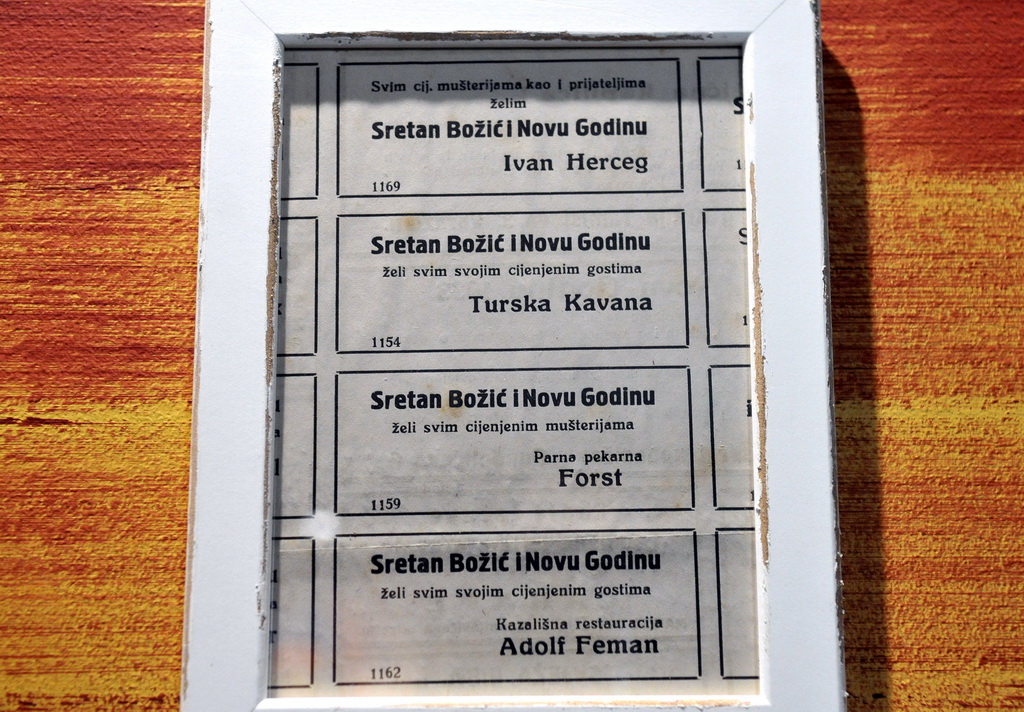 Svim cij. mušterijama kao i prijateljima
želim
Sretan Božić i Novu Godinu
Ivan Herceg
1169
Sretan Božić i Novu Godinu
želi svim svojim cijenjenim gostima
Turska Kavana
1154
Sretan Božić i Novu Godinu
želi svim cijenjenim mušterijama
Parna pekarna
Forst
1159
Sretan Božić i Novu Godinu
želi svim svojim cijenjenim gostima
Kazališna restauracija
Adolf Feman
1162